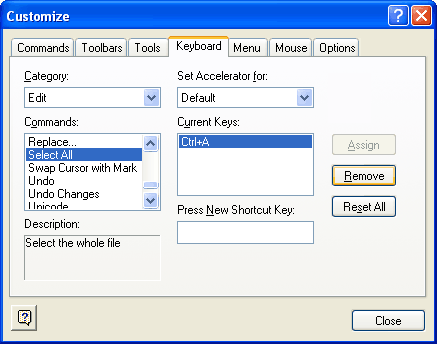 Customize
Commands Toolbars Tools Keyboard Menu Mouse Options
Category:
Edit
Set Accelerator for:
Default
Commands:
Replace...
Select All
Swap Cursor with Mark
Undo
Undo Changes
Unicode
Current Keys:
Ctrl+A
Assign
Remove
Reset All
Description:
Select the whole file
Press New Shortcut Key:
Close